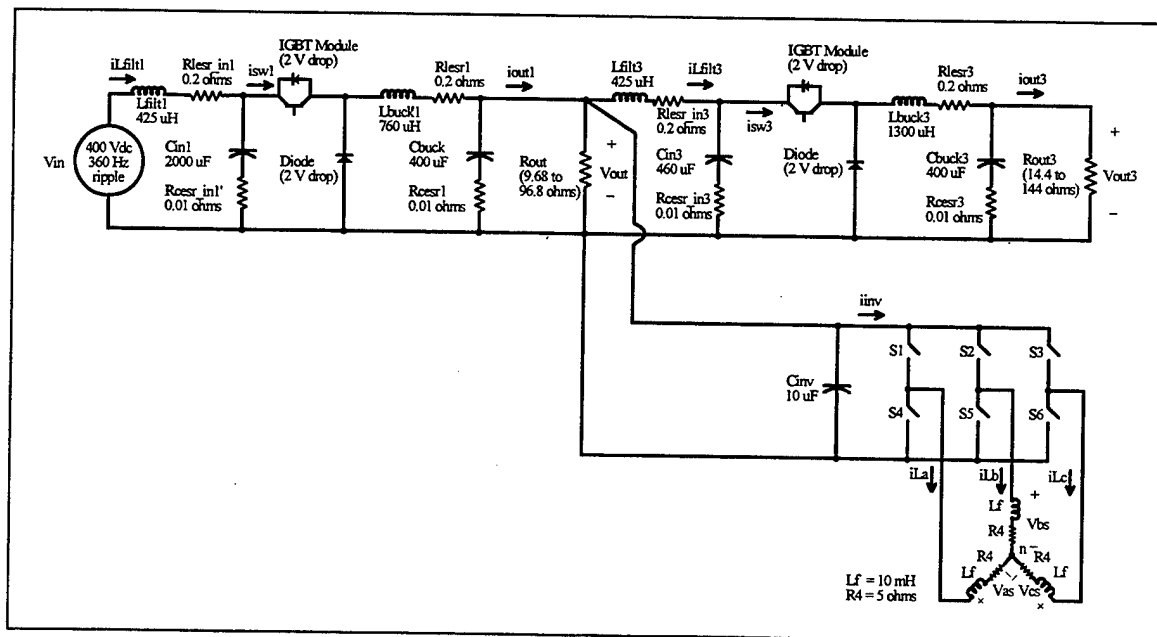 iLfilt1
Lfilt1
425 uH
Rlesr_in1
0.2 ohms
isw1
IGBT Module
(2 V drop)
Lbuck1
760 uH
Rlesr1
0.2 ohms
iout1
Lfilt3
425 uH
iLfilt3
Rlesr_in3
0.2 ohms
isw3
IGBT Module
(2 V drop)
Lbuck3
1300 uH
Rlesr3
0.2 ohms
iout3
Vin
400 Vdc
360 Hz
ripple
Cin1
2000 uF
Rcesr_in1'
0.01 ohms
Diode
(2 V drop)
Cbuck
400 uF
Rcesr1
0.01 ohms
Rout
(9.68 to
96.8 ohms)
+
Vout
−
Cin3
460 uF
Rcesr_in3
0.01 ohms
Diode
(2 V drop)
Cbuck3
400 uF
Rcesr3
0.01 ohms
Rout3
(14.4 to
144 ohms)
+
Vout3
−
iinv
Cinv
10 uF
S1
S2
S3
S4
S5
S6
iLa
iLb
iLc
Lf
+
Vbs
R4
n −
R4
R4
Lf
Lf
Vas
Vcs
Lf = 10 mH
R4 = 5 ohms